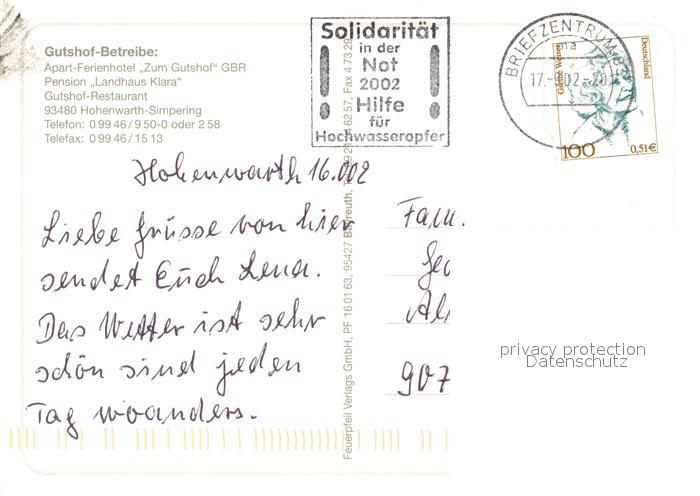 Gutshof-Betreibe:
Apart-Ferienhotel „Zum Gutshof“ GBR
Pension „Landhaus Klara“
Gutshof-Restaurant
93480 Hohenwarth-Simpering
Telefon: 0 99 46 / 9 50-0 oder 2 58
Telefax: 0 99 46 / 15 13
Solidarität
in der
Not
2002
Hilfe
für
Hochwasseropfer
BRIEFZENTRUM
ma
17.
Deutschland
100
0,51€
Hohenwarth 16.002
Liebe Grüsse von hier
sendet Euch Lena.
Das Wetter ist sehr
schön sind jeden
Tag woanders.
Feuerpfeil Verlags GmbH, PF 16 01 63, 95427 Bayreuth,
Fam.
907
privacy protection
Datenschutz